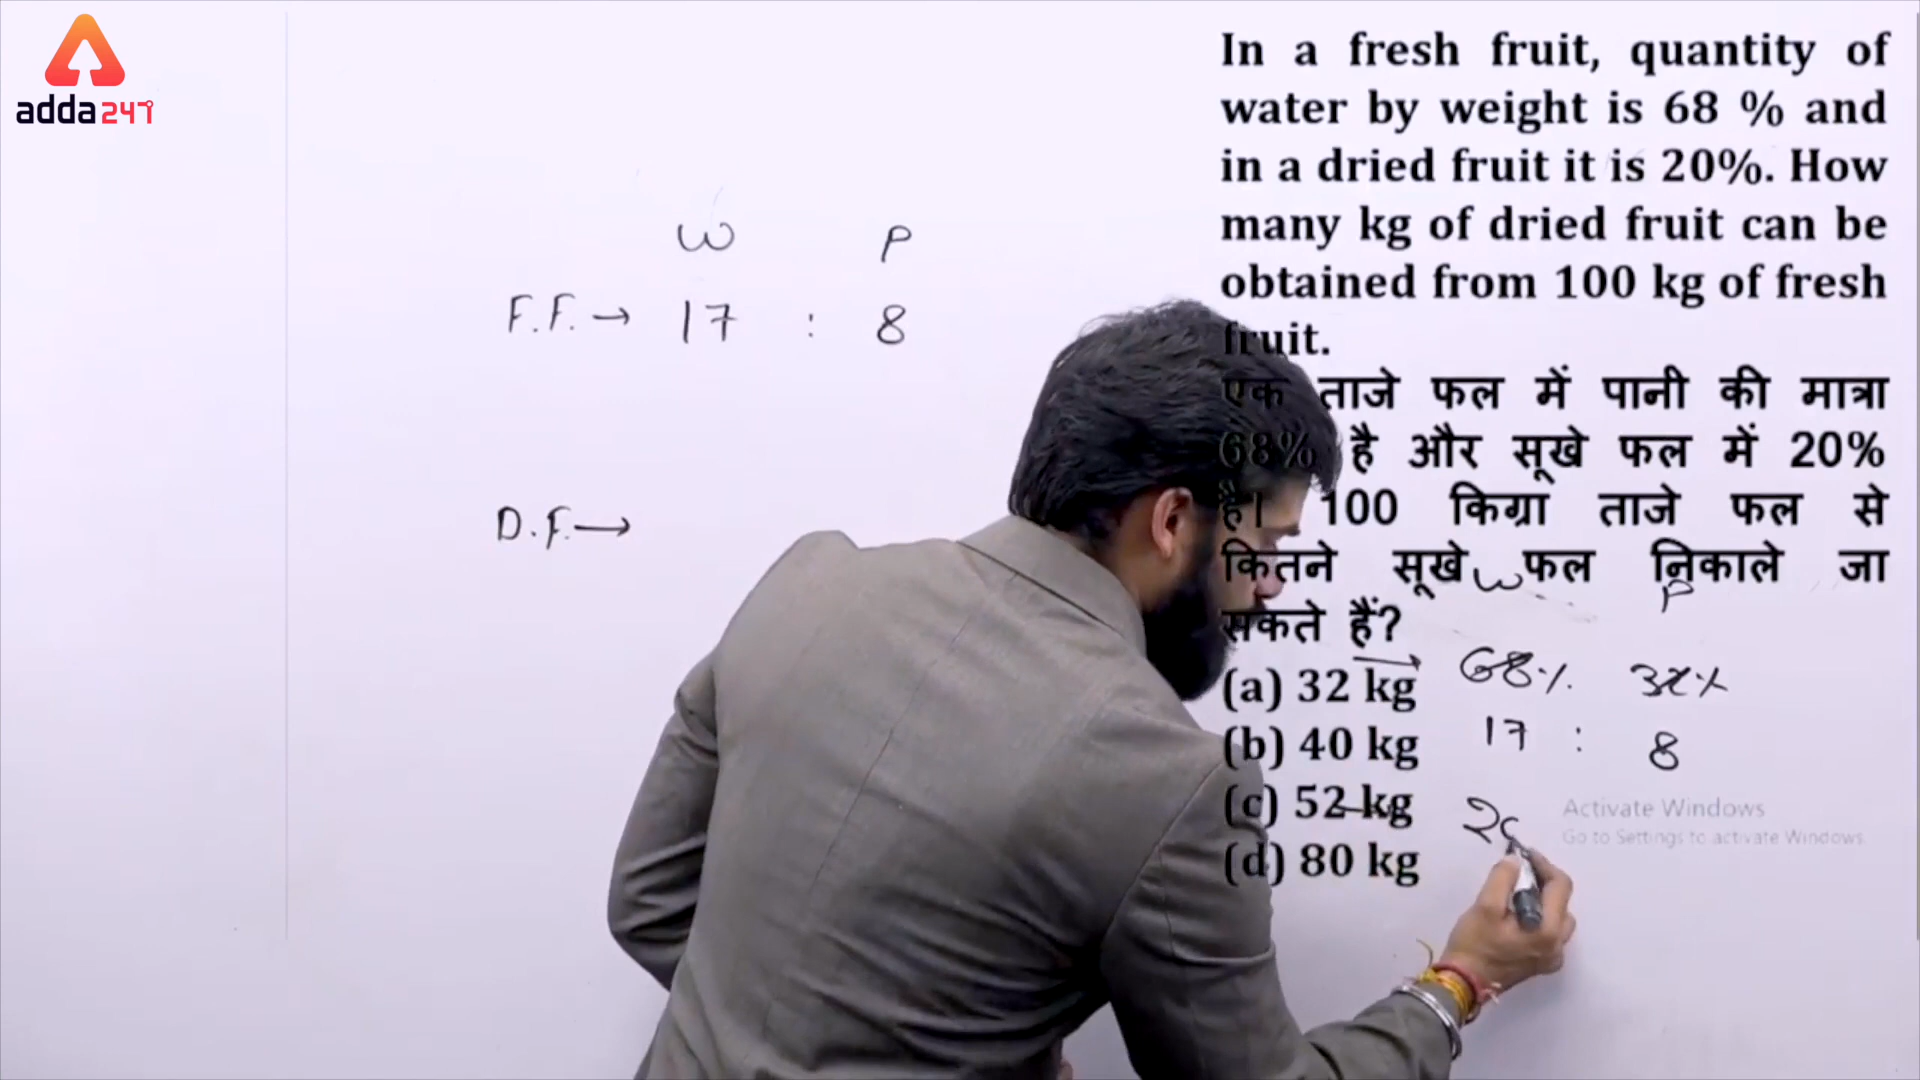 adda247
In a fresh fruit, quantity of
water by weight is 68 % and
in a dried fruit it is 20%. How
many kg of dried fruit can be
obtained from 100 kg of fresh
fruit.
एक ताजे फल में पानी की मात्रा
68% है और सूखे फल में 20%
है। 100 किग्रा ताजे फल से
कितने सूखे फल निकाले जा
सकते हैं?
(a) 32 kg
(b) 40 kg
(c) 52 kg
(d) 80 kg
W P
F.F. → 17 : 8
D.F. →
W P
68% 32%
17 : 8
20
Activate Windows
Go to Settings to activate Windows.